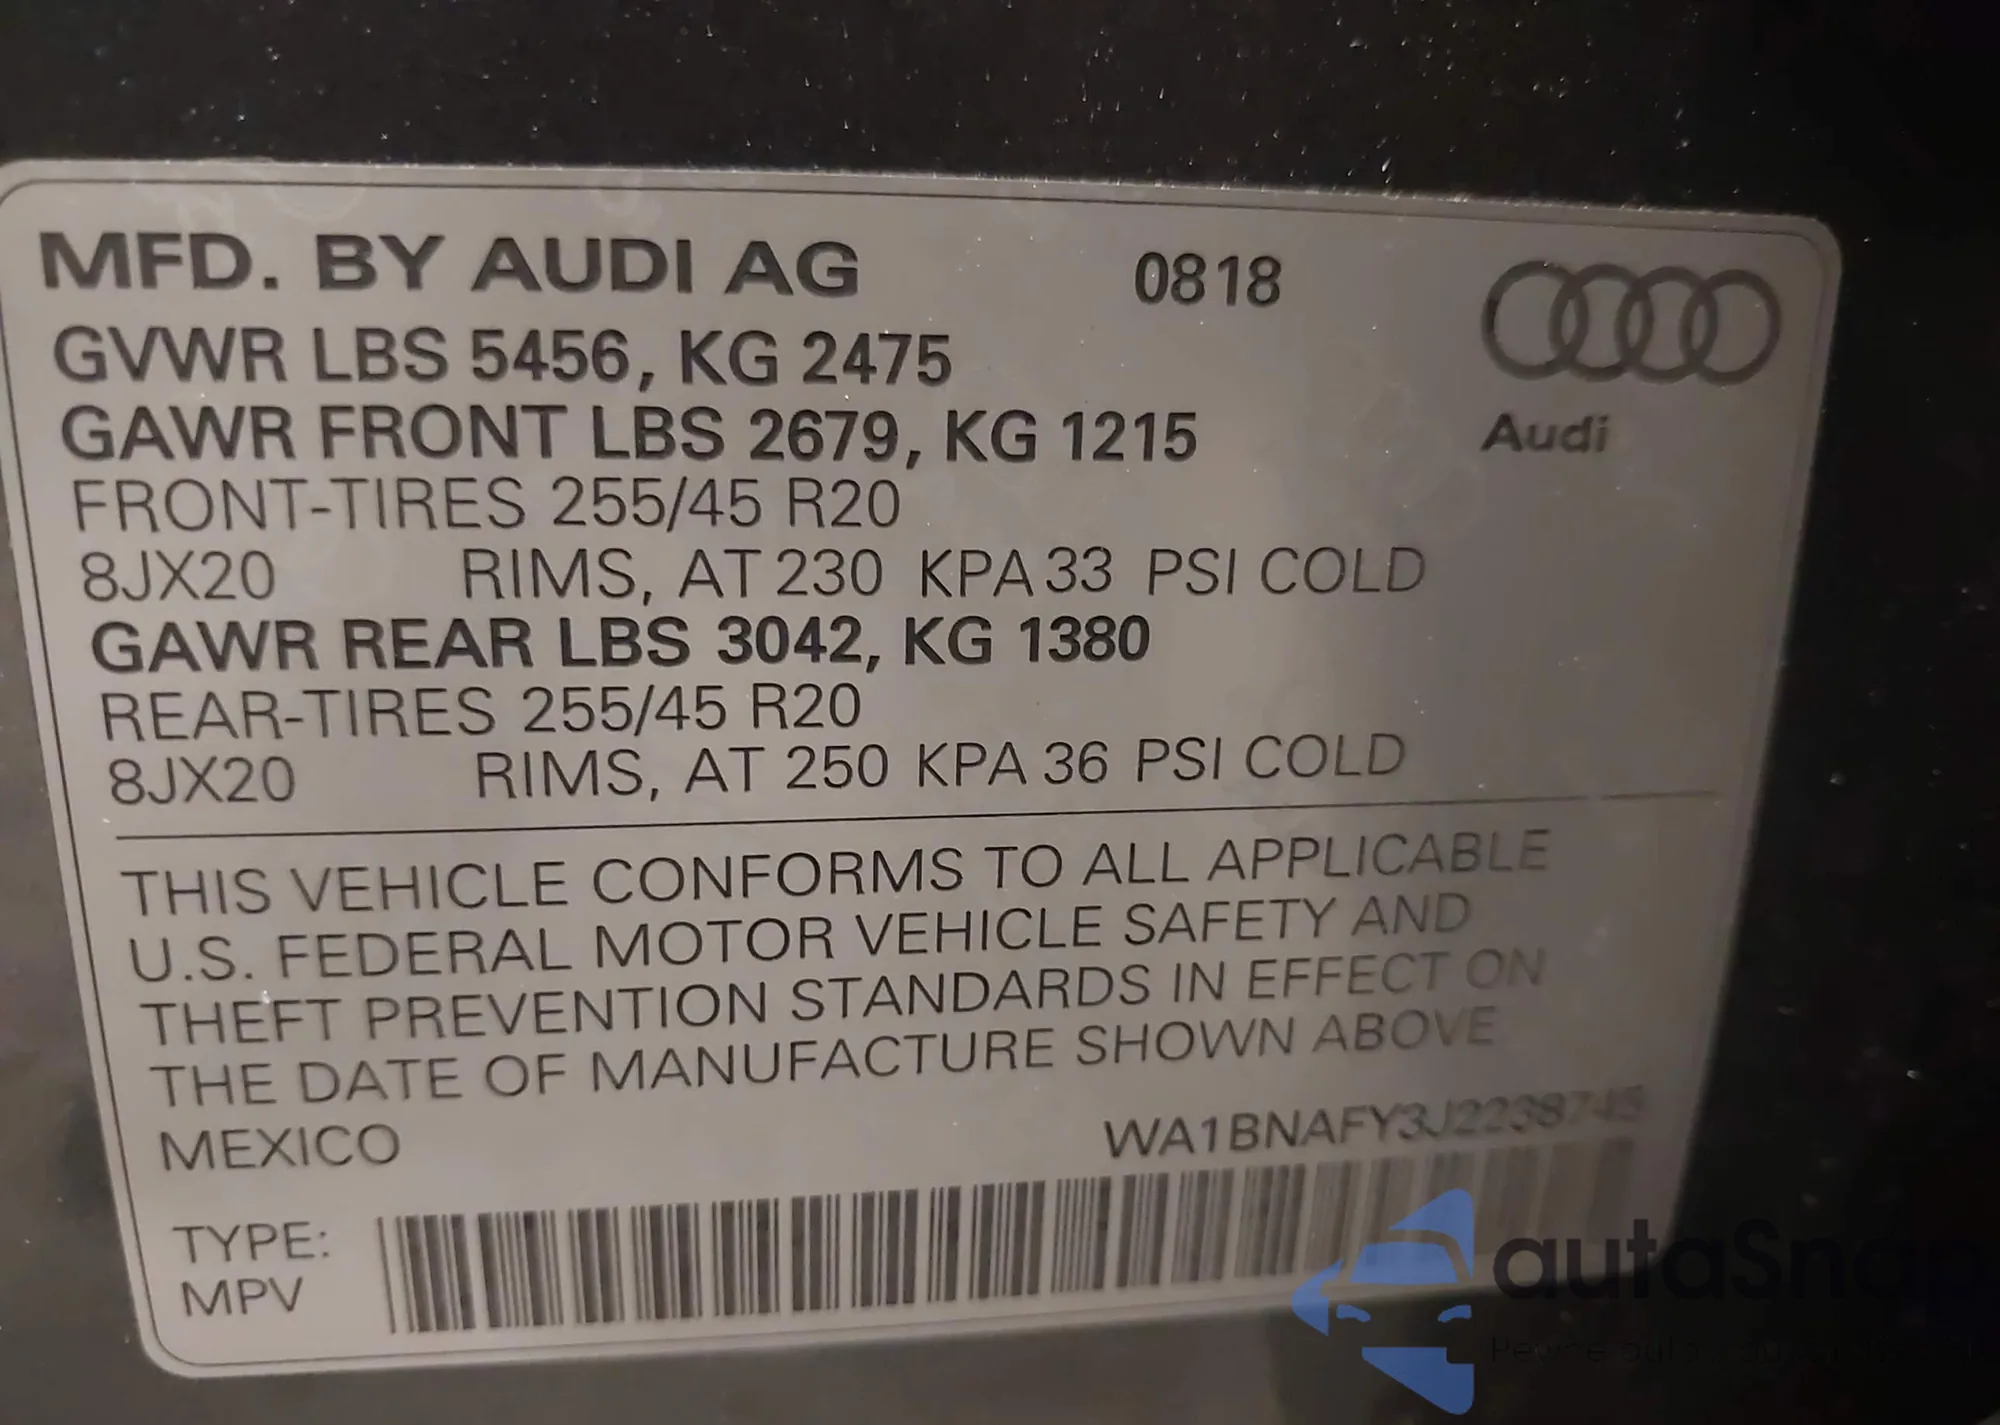 MFD. BY AUDI AG 0818
GVWR LBS 5456, KG 2475
Audi
GAWR FRONT LBS 2679, KG 1215
FRONT-TIRES 255/45 R20
8JX20 RIMS, AT 230 KPA 33 PSI COLD
GAWR REAR LBS 3042, KG 1380
REAR-TIRES 255/45 R20
8JX20 RIMS, AT 250 KPA 36 PSI COLD
THIS VEHICLE CONFORMS TO ALL APPLICABLE
U.S. FEDERAL MOTOR VEHICLE SAFETY AND
THEFT PREVENTION STANDARDS IN EFFECT ON
THE DATE OF MANUFACTURE SHOWN ABOVE
MEXICO WA1BNAFY3J2238745
TYPE:
MPV
autaSnap